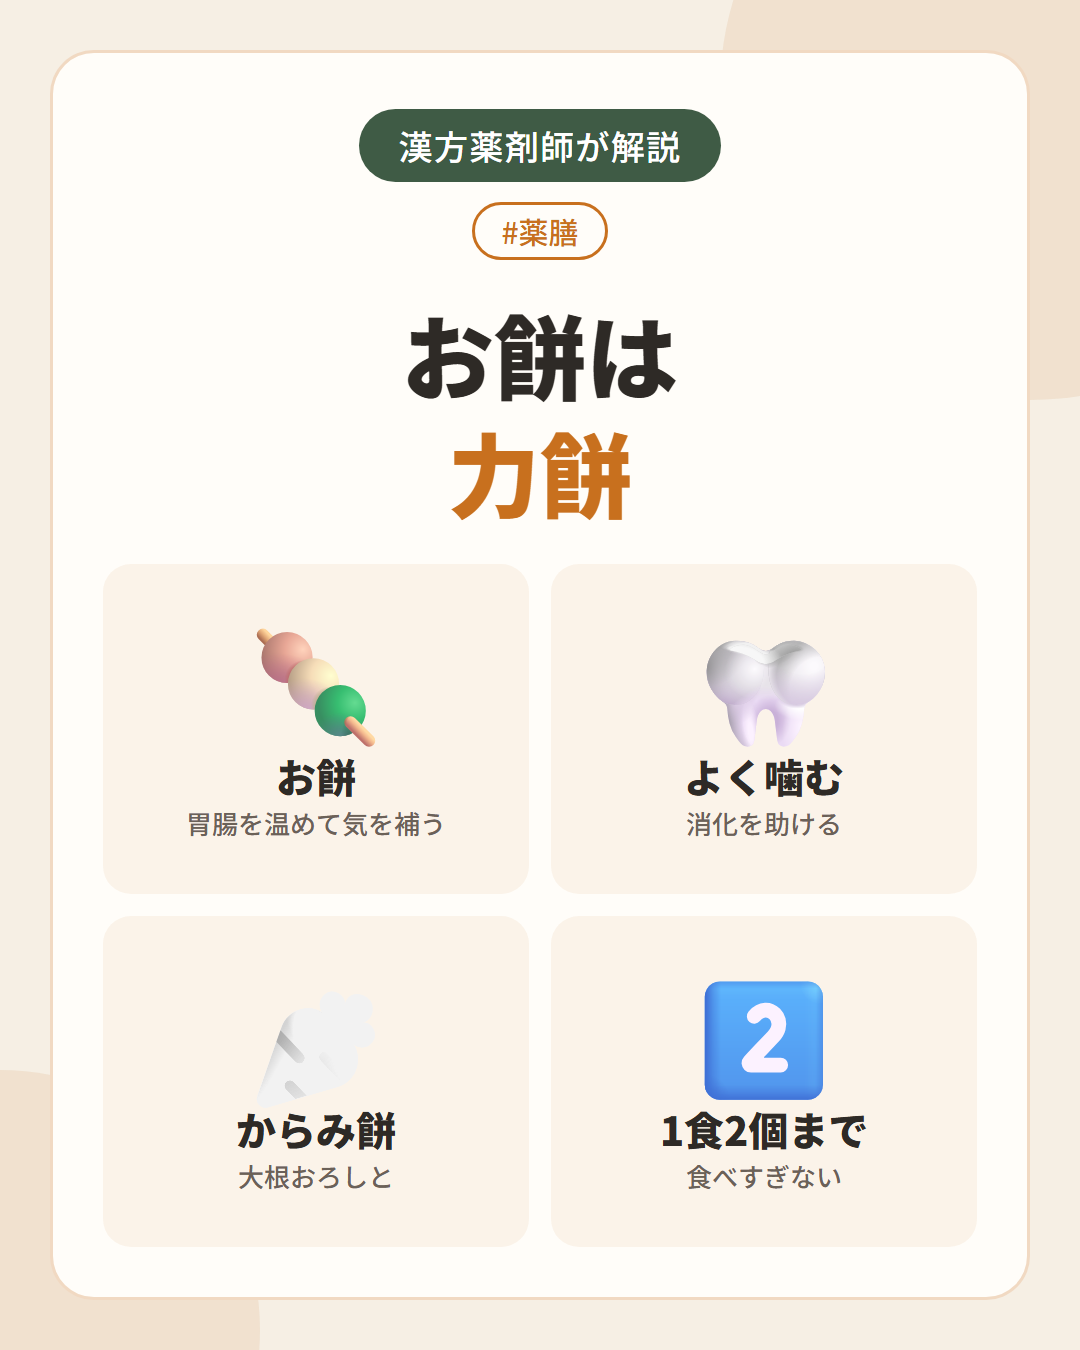 漢方薬剤師が解説
#薬膳
お餅は
力餅
お餅
胃腸を温めて気を補う
よく噛む
消化を助ける
からみ餅
大根おろしと
2
1食2個まで
食べすぎない